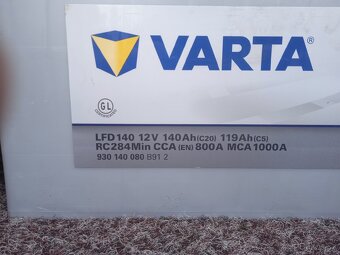 VARTA®
GL
LFD140 12V 140Ah(C20) 119Ah(C5)
RC284Min CCA(EN)800A MCA1000A
930 140 080 B91 2